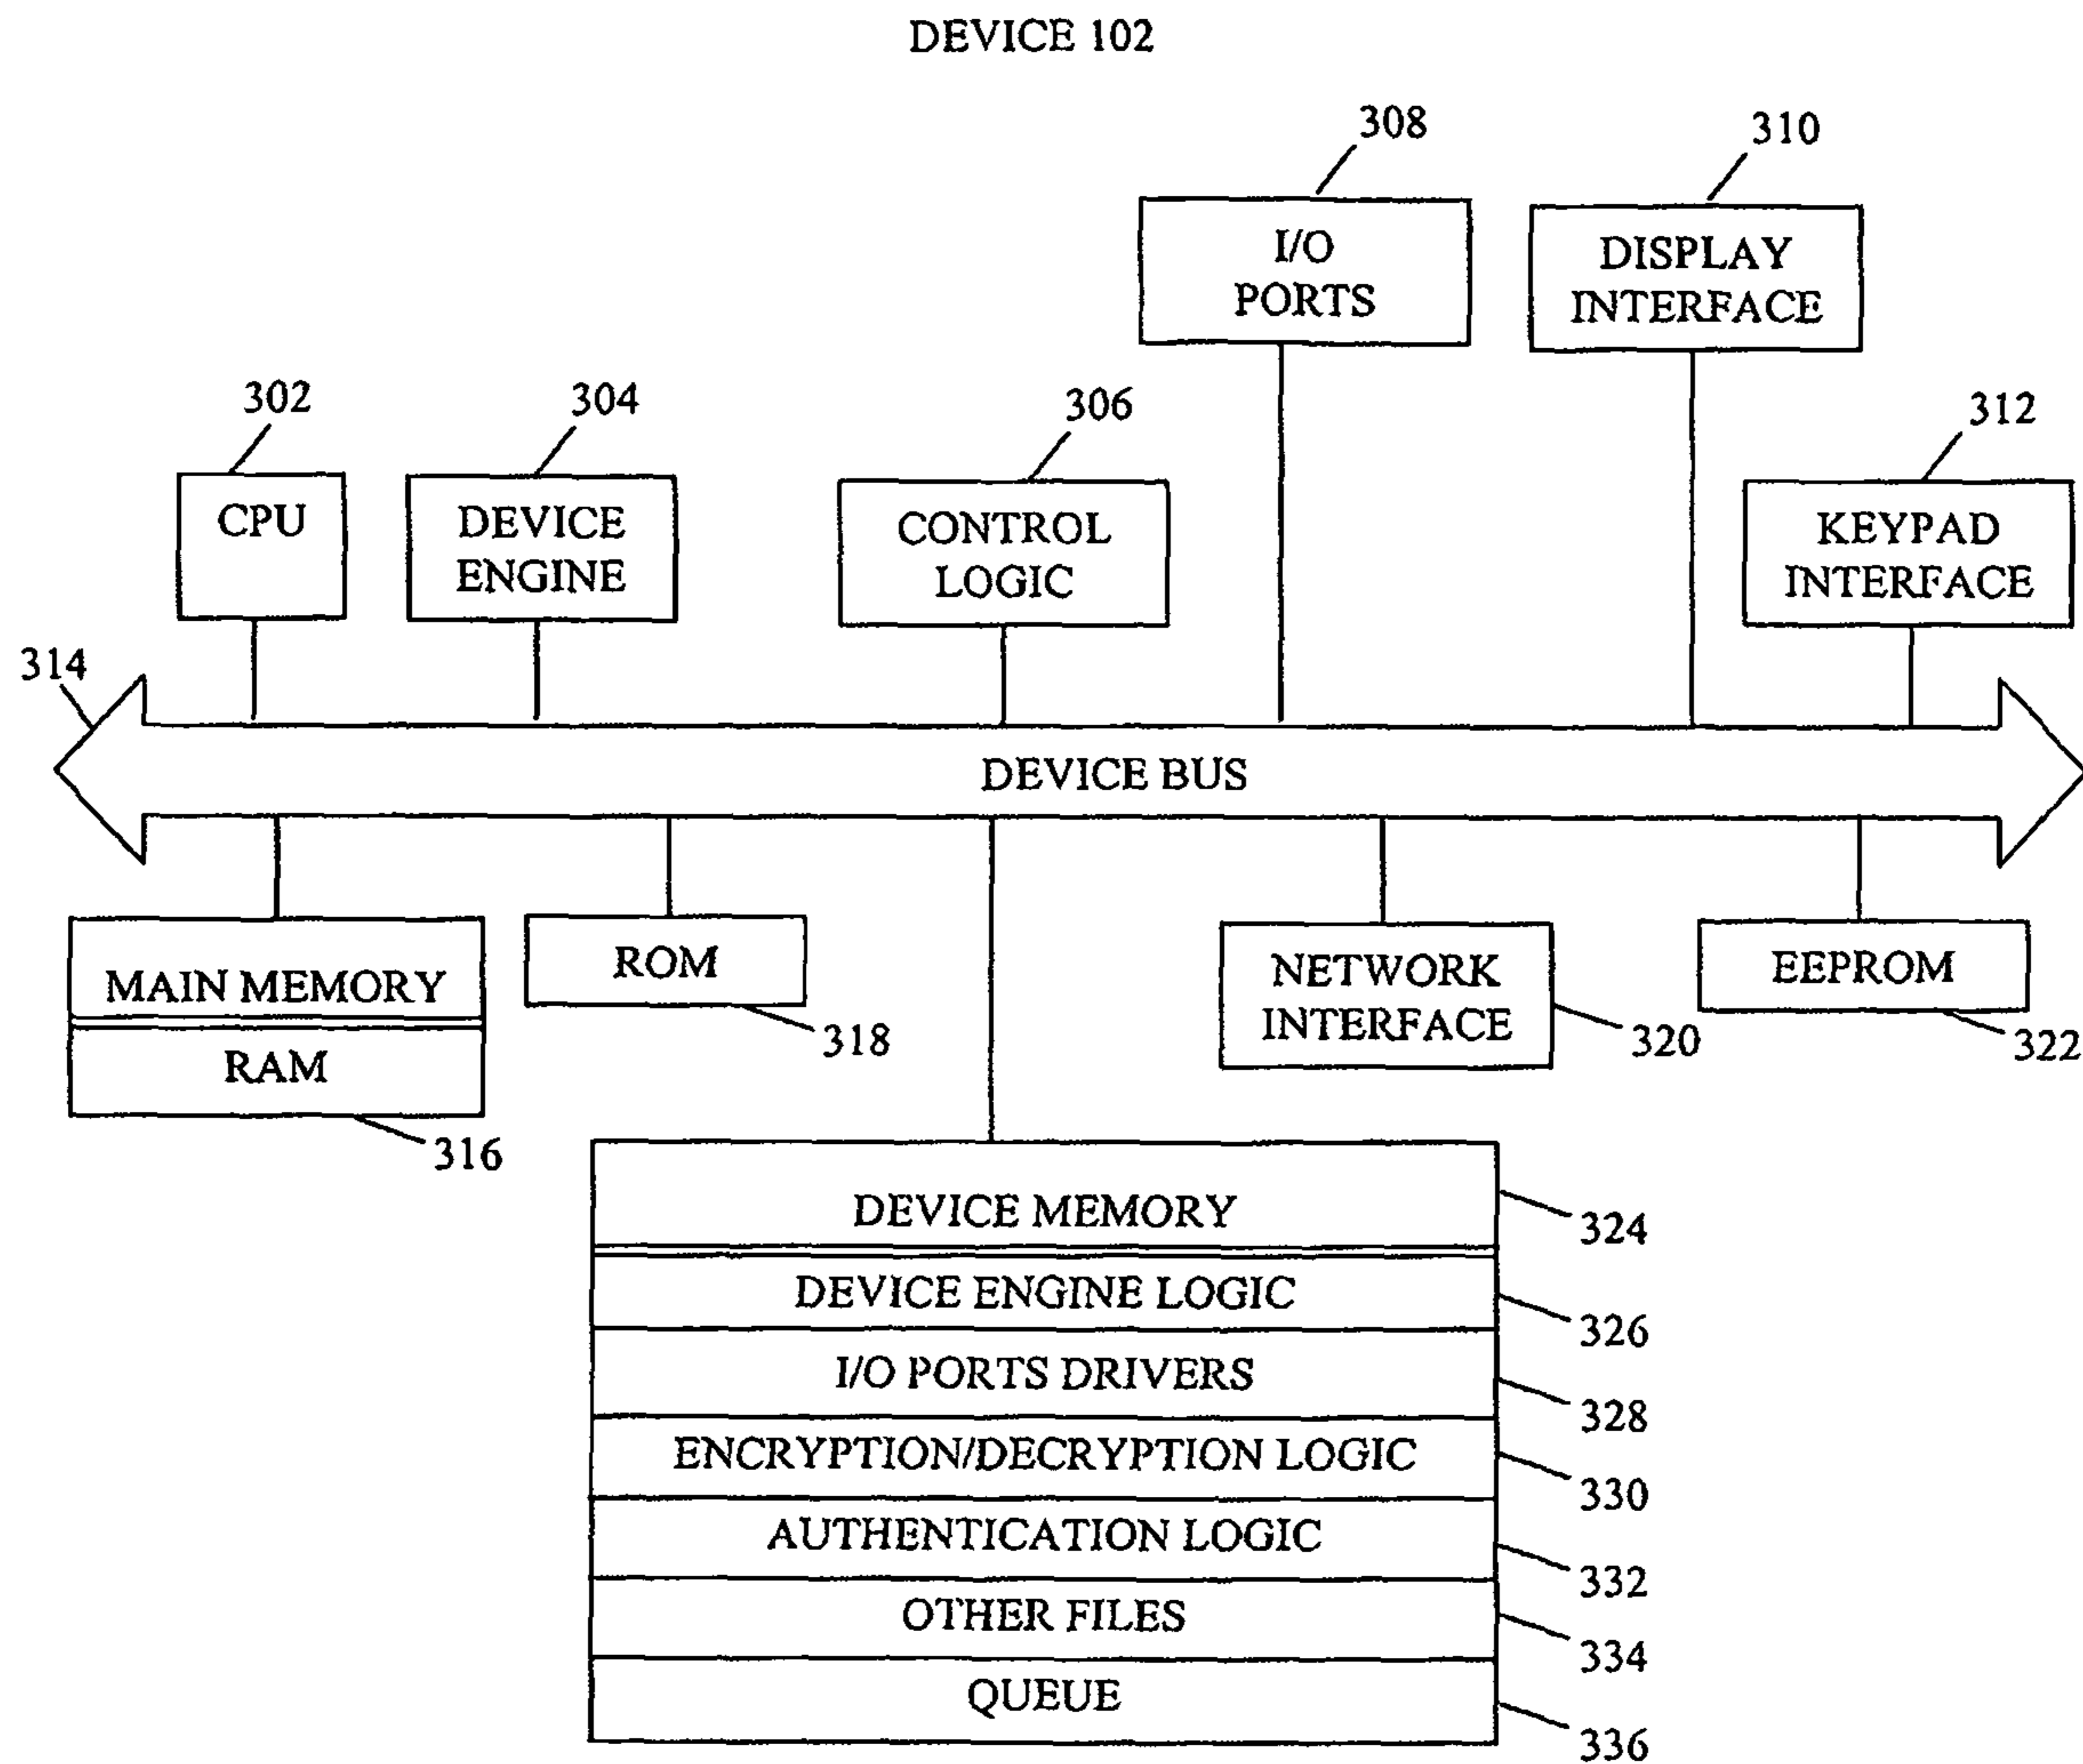 DEVICE 102
308
310
I/O
PORTS
DISPLAY
INTERFACE
302
304
306
312
CPU
DEVICE
ENGINE
CONTROL
LOGIC
KEYPAD
INTERFACE
314
DEVICE BUS
MAIN MEMORY
RAM
316
ROM
318
NETWORK
INTERFACE
320
EEPROM
322
DEVICE MEMORY
324
DEVICE ENGINE LOGIC
326
I/O PORTS DRIVERS
328
ENCRYPTION/DECRYPTION LOGIC
330
AUTHENTICATION LOGIC
332
OTHER FILES
334
QUEUE
336